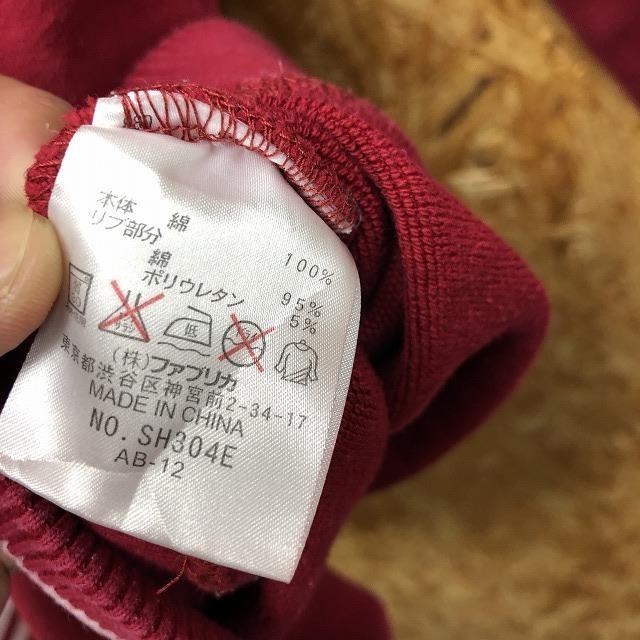 本体 綿 100%
リブ部分
綿 95%
ポリウレタン 5%
低
(株)ファブリカ
東京都渋谷区神宮前2-34-17
MADE IN CHINA
NO. SH304E
AB-12